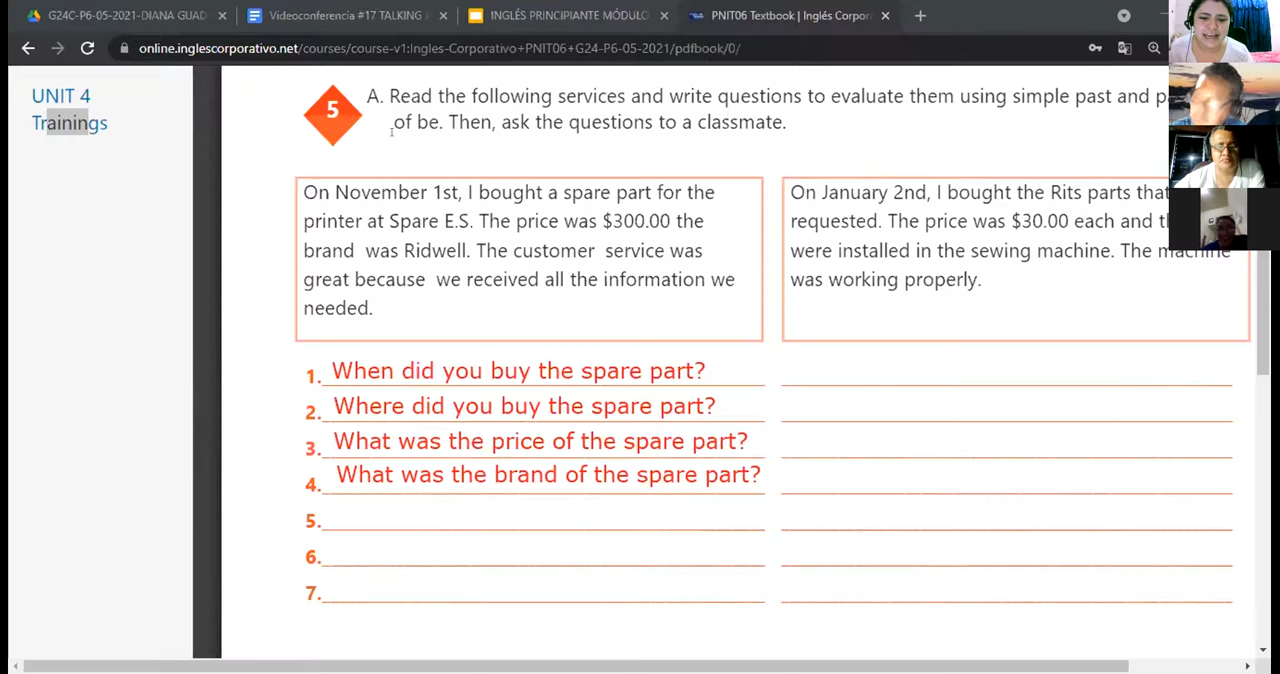 G24C-P6-05-2021-DIANA GUAD
Videoconferencia #17 TALKING A
INGLÉS PRINCIPIANTE MÓDULO
PNIT06 Textbook | Inglés Corpor
online.inglescorporativo.net/courses/course-v1:Ingles-Corporativo+PNIT06+G24-P6-05-2021/pdfbook/0/
UNIT 4
Trainings
5
A. Read the following services and write questions to evaluate them using simple past and
of be. Then, ask the questions to a classmate.
On November 1st, I bought a spare part for the
printer at Spare E.S. The price was $300.00 the
brand was Ridwell. The customer service was
great because we received all the information we
needed.
On January 2nd, I bought the Rits parts that
requested. The price was $30.00 each and
were installed in the sewing machine. The machine
was working properly.
1. When did you buy the spare part?
2. Where did you buy the spare part?
3. What was the price of the spare part?
4. What was the brand of the spare part?
5.
6.
7.